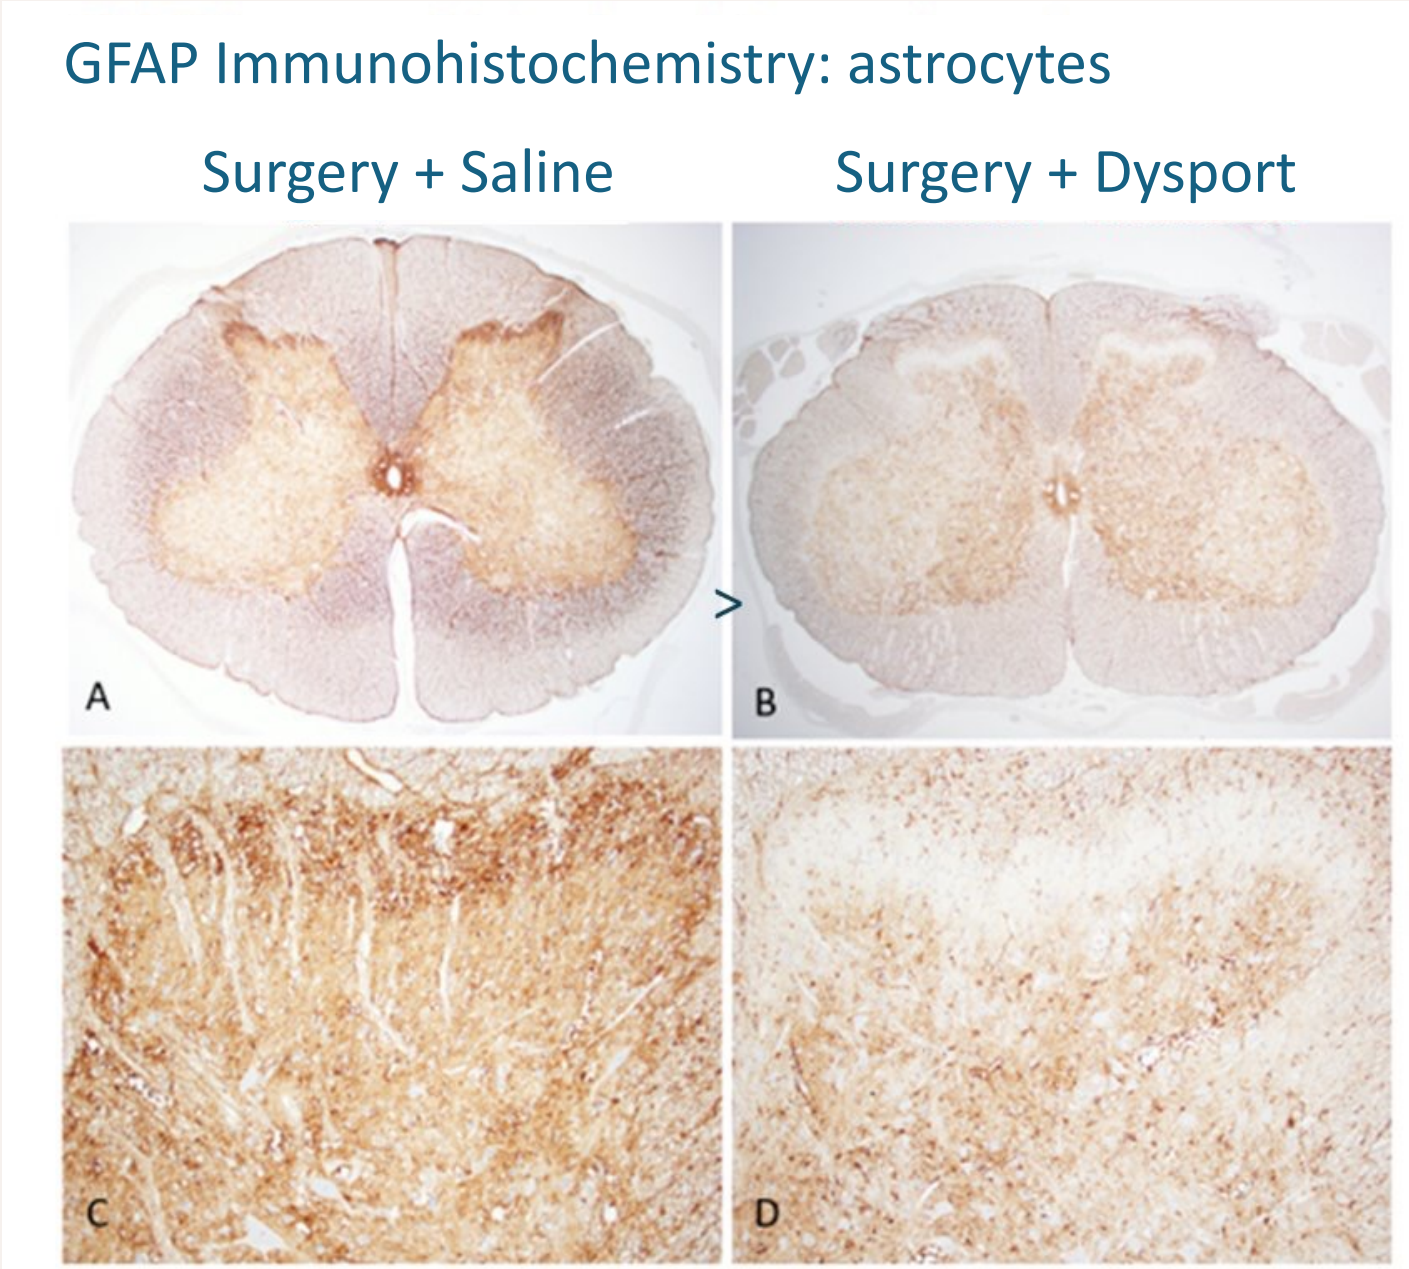 GFAP Immunohistochemistry: astrocytes
Surgery + Saline
Surgery + Dysport
A
>
B
C
D